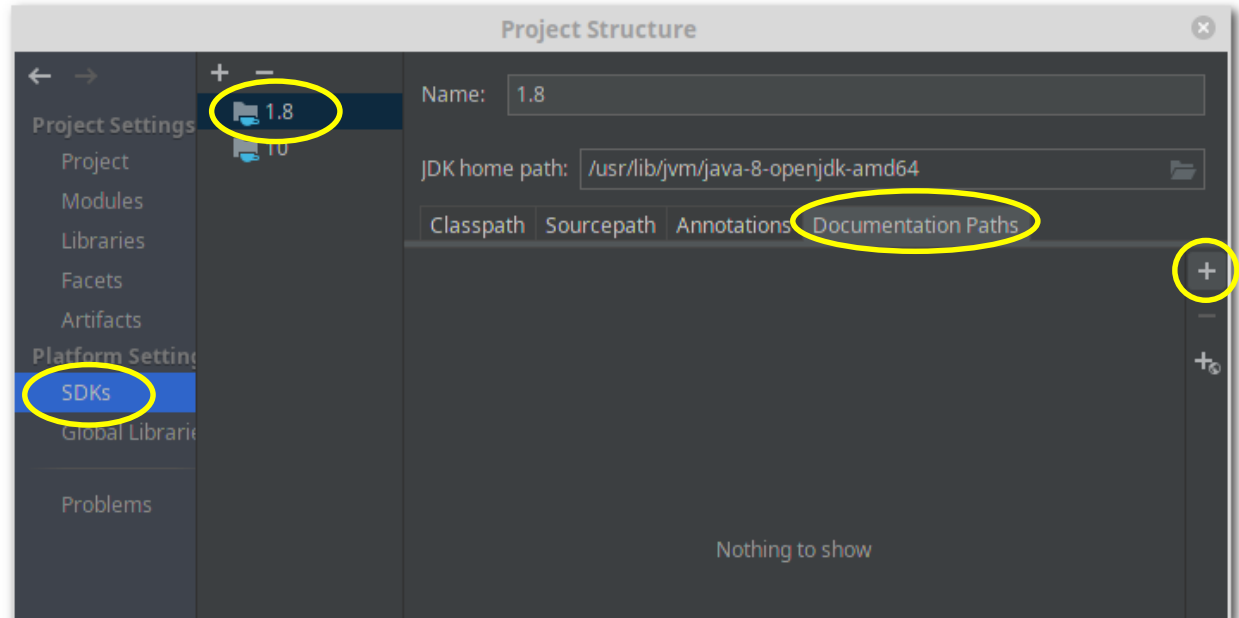 Project Structure
Project Settings
Project
Modules
Libraries
Facets
Artifacts
Platform Setting
SDKs
Global Librarie
Problems
1.8
10
Name: 1.8
JDK home path: /usr/lib/jvm/java-8-openjdk-amd64
Classpath Sourcepath Annotations Documentation Paths
Nothing to show